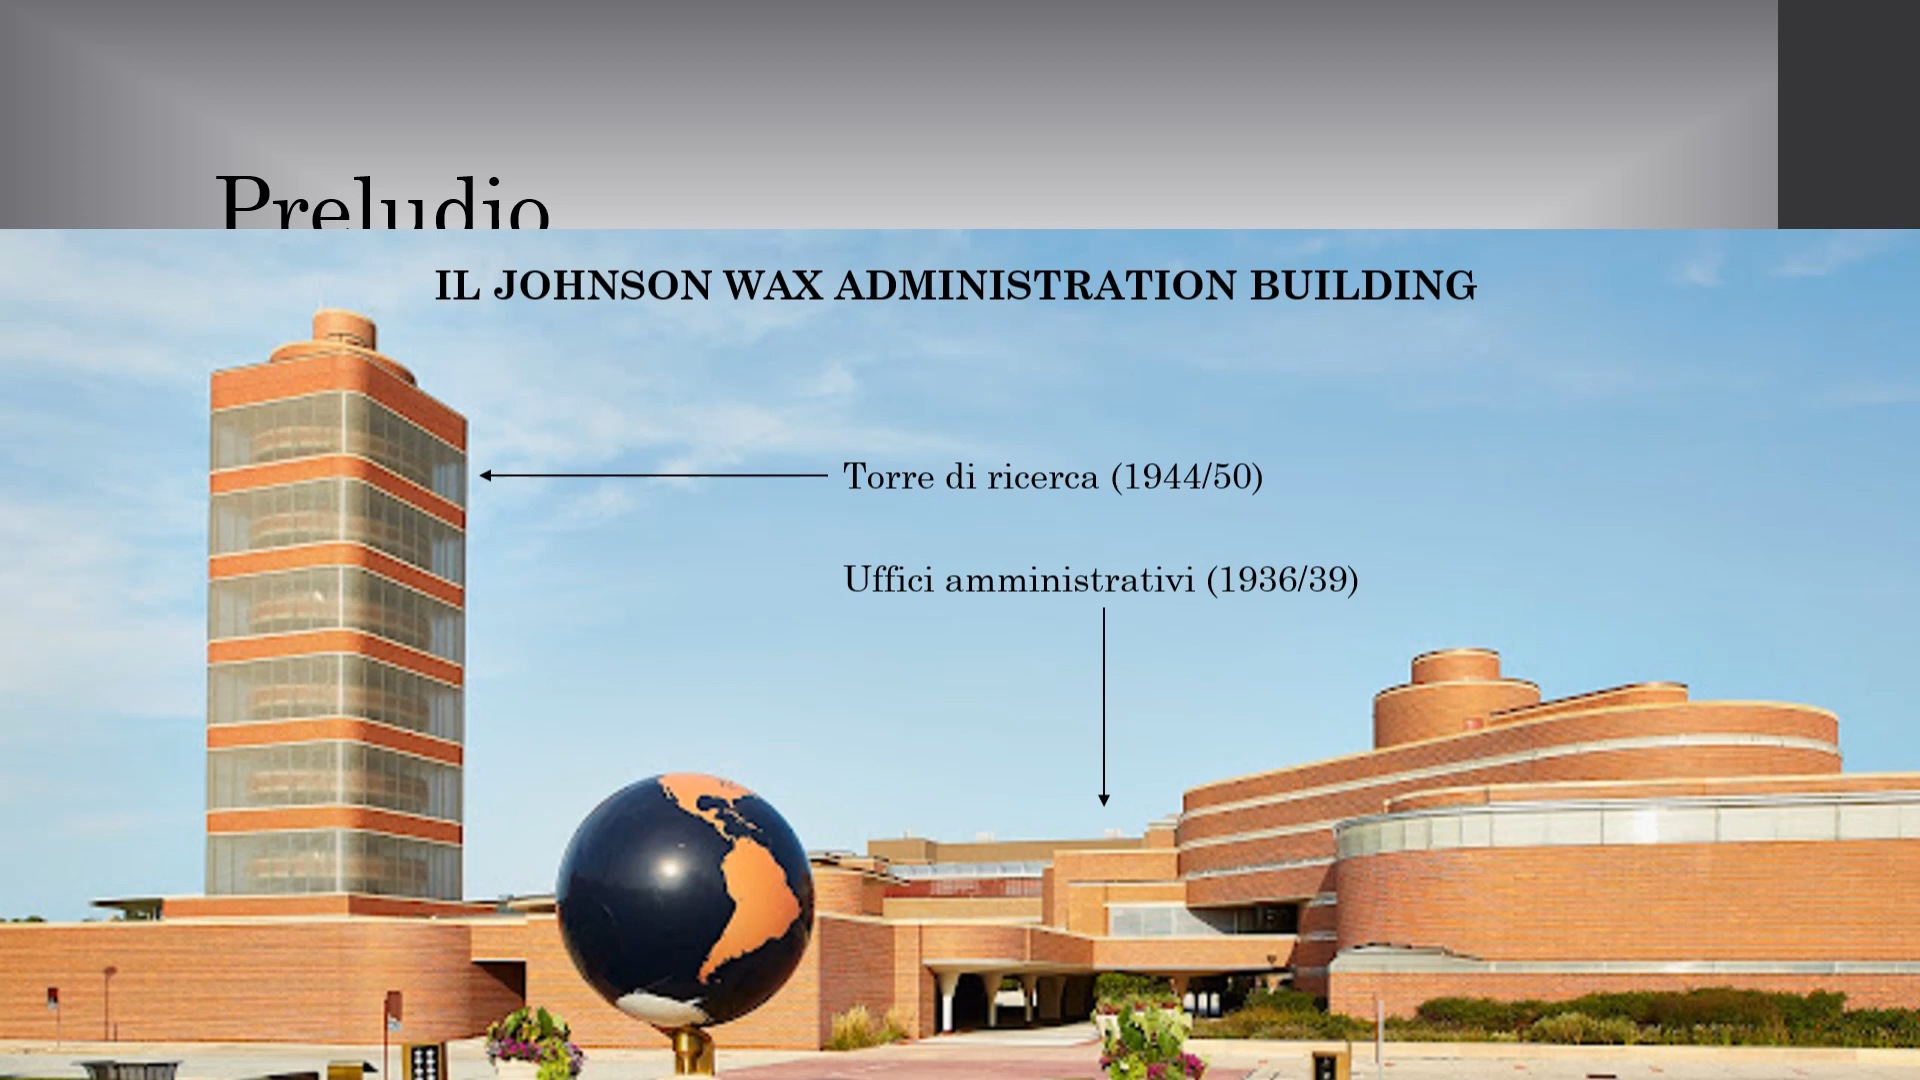 Preludio
IL JOHNSON WAX ADMINISTRATION BUILDING
Torre di ricerca (1944/50)
Uffici amministrativi (1936/39)